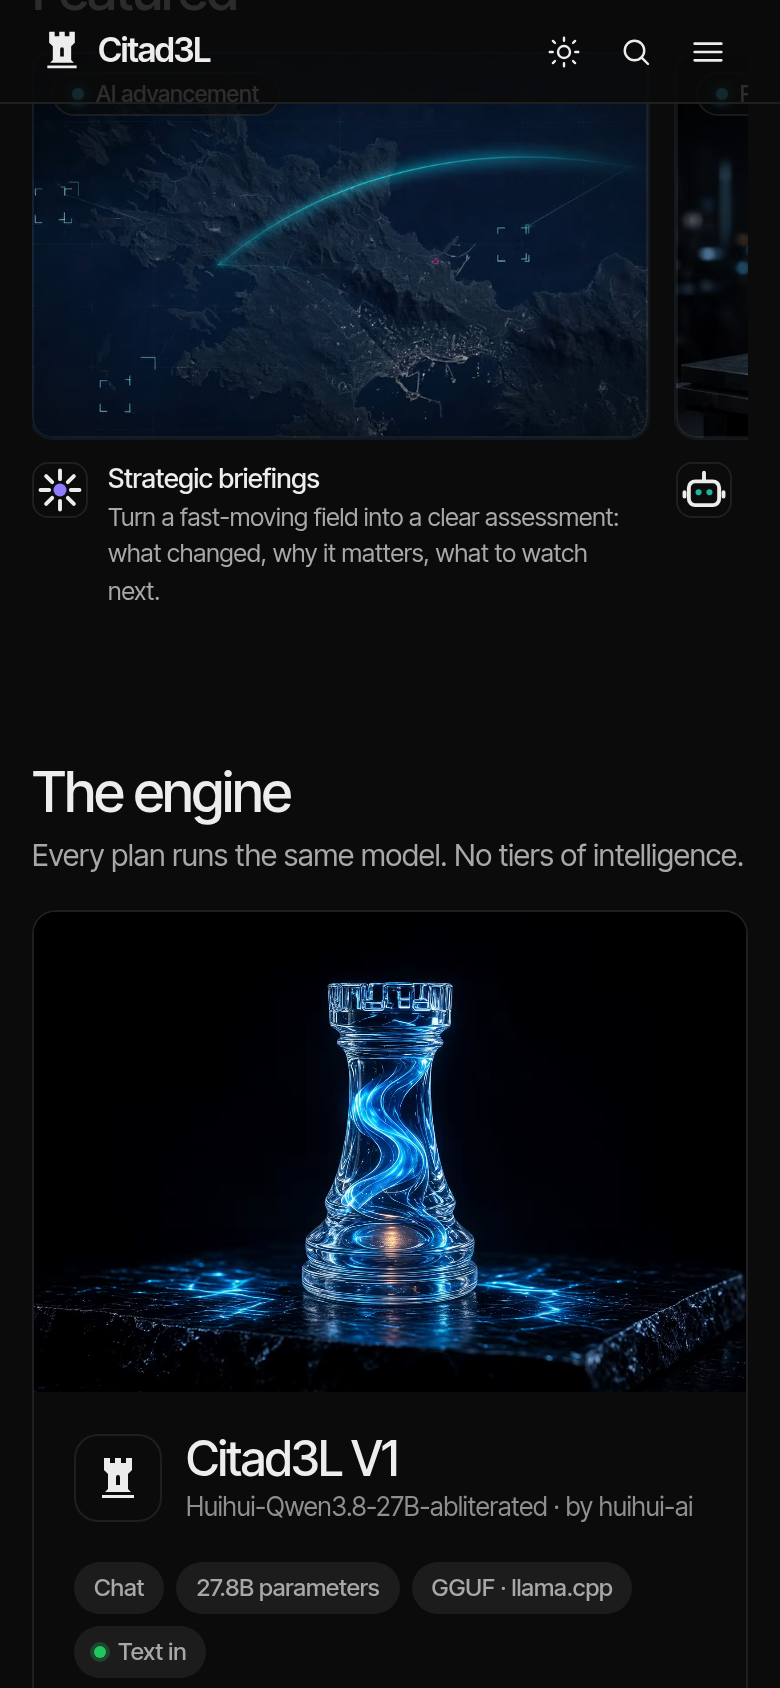 Featured
Citad3L
AI advancement
Strategic briefings
Turn a fast-moving field into a clear assessment:
what changed, why it matters, what to watch
next.
The engine
Every plan runs the same model. No tiers of intelligence.
Citad3L V1
Huihui-Qwen3.8-27B-abliterated · by huihui-ai
Chat
27.8B parameters
GGUF · llama.cpp
Text in